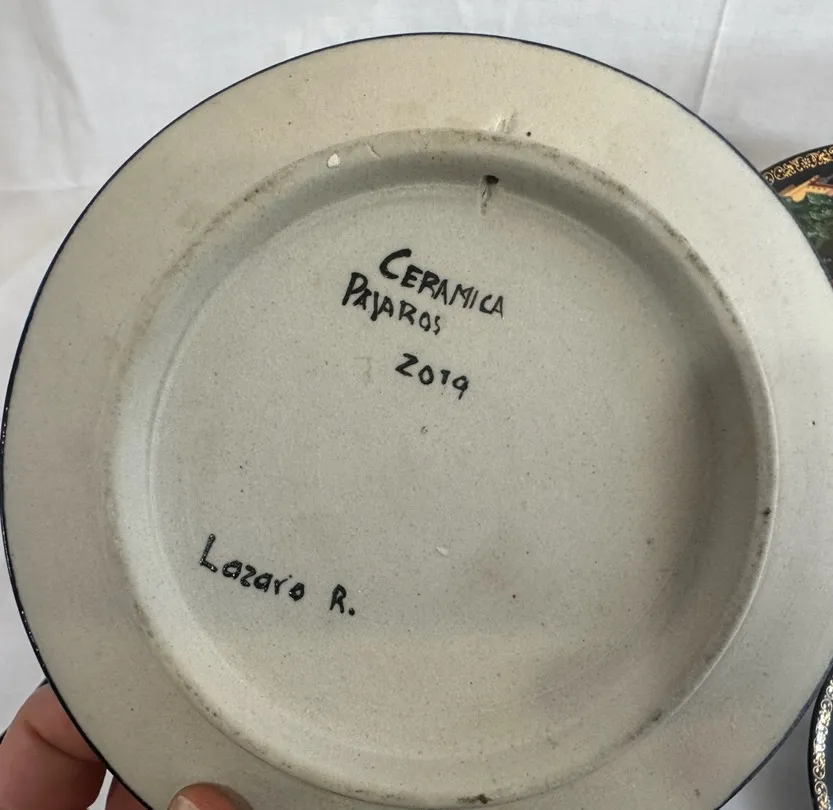 CERAMICA
PAJAROS
2019
Lazaro R.